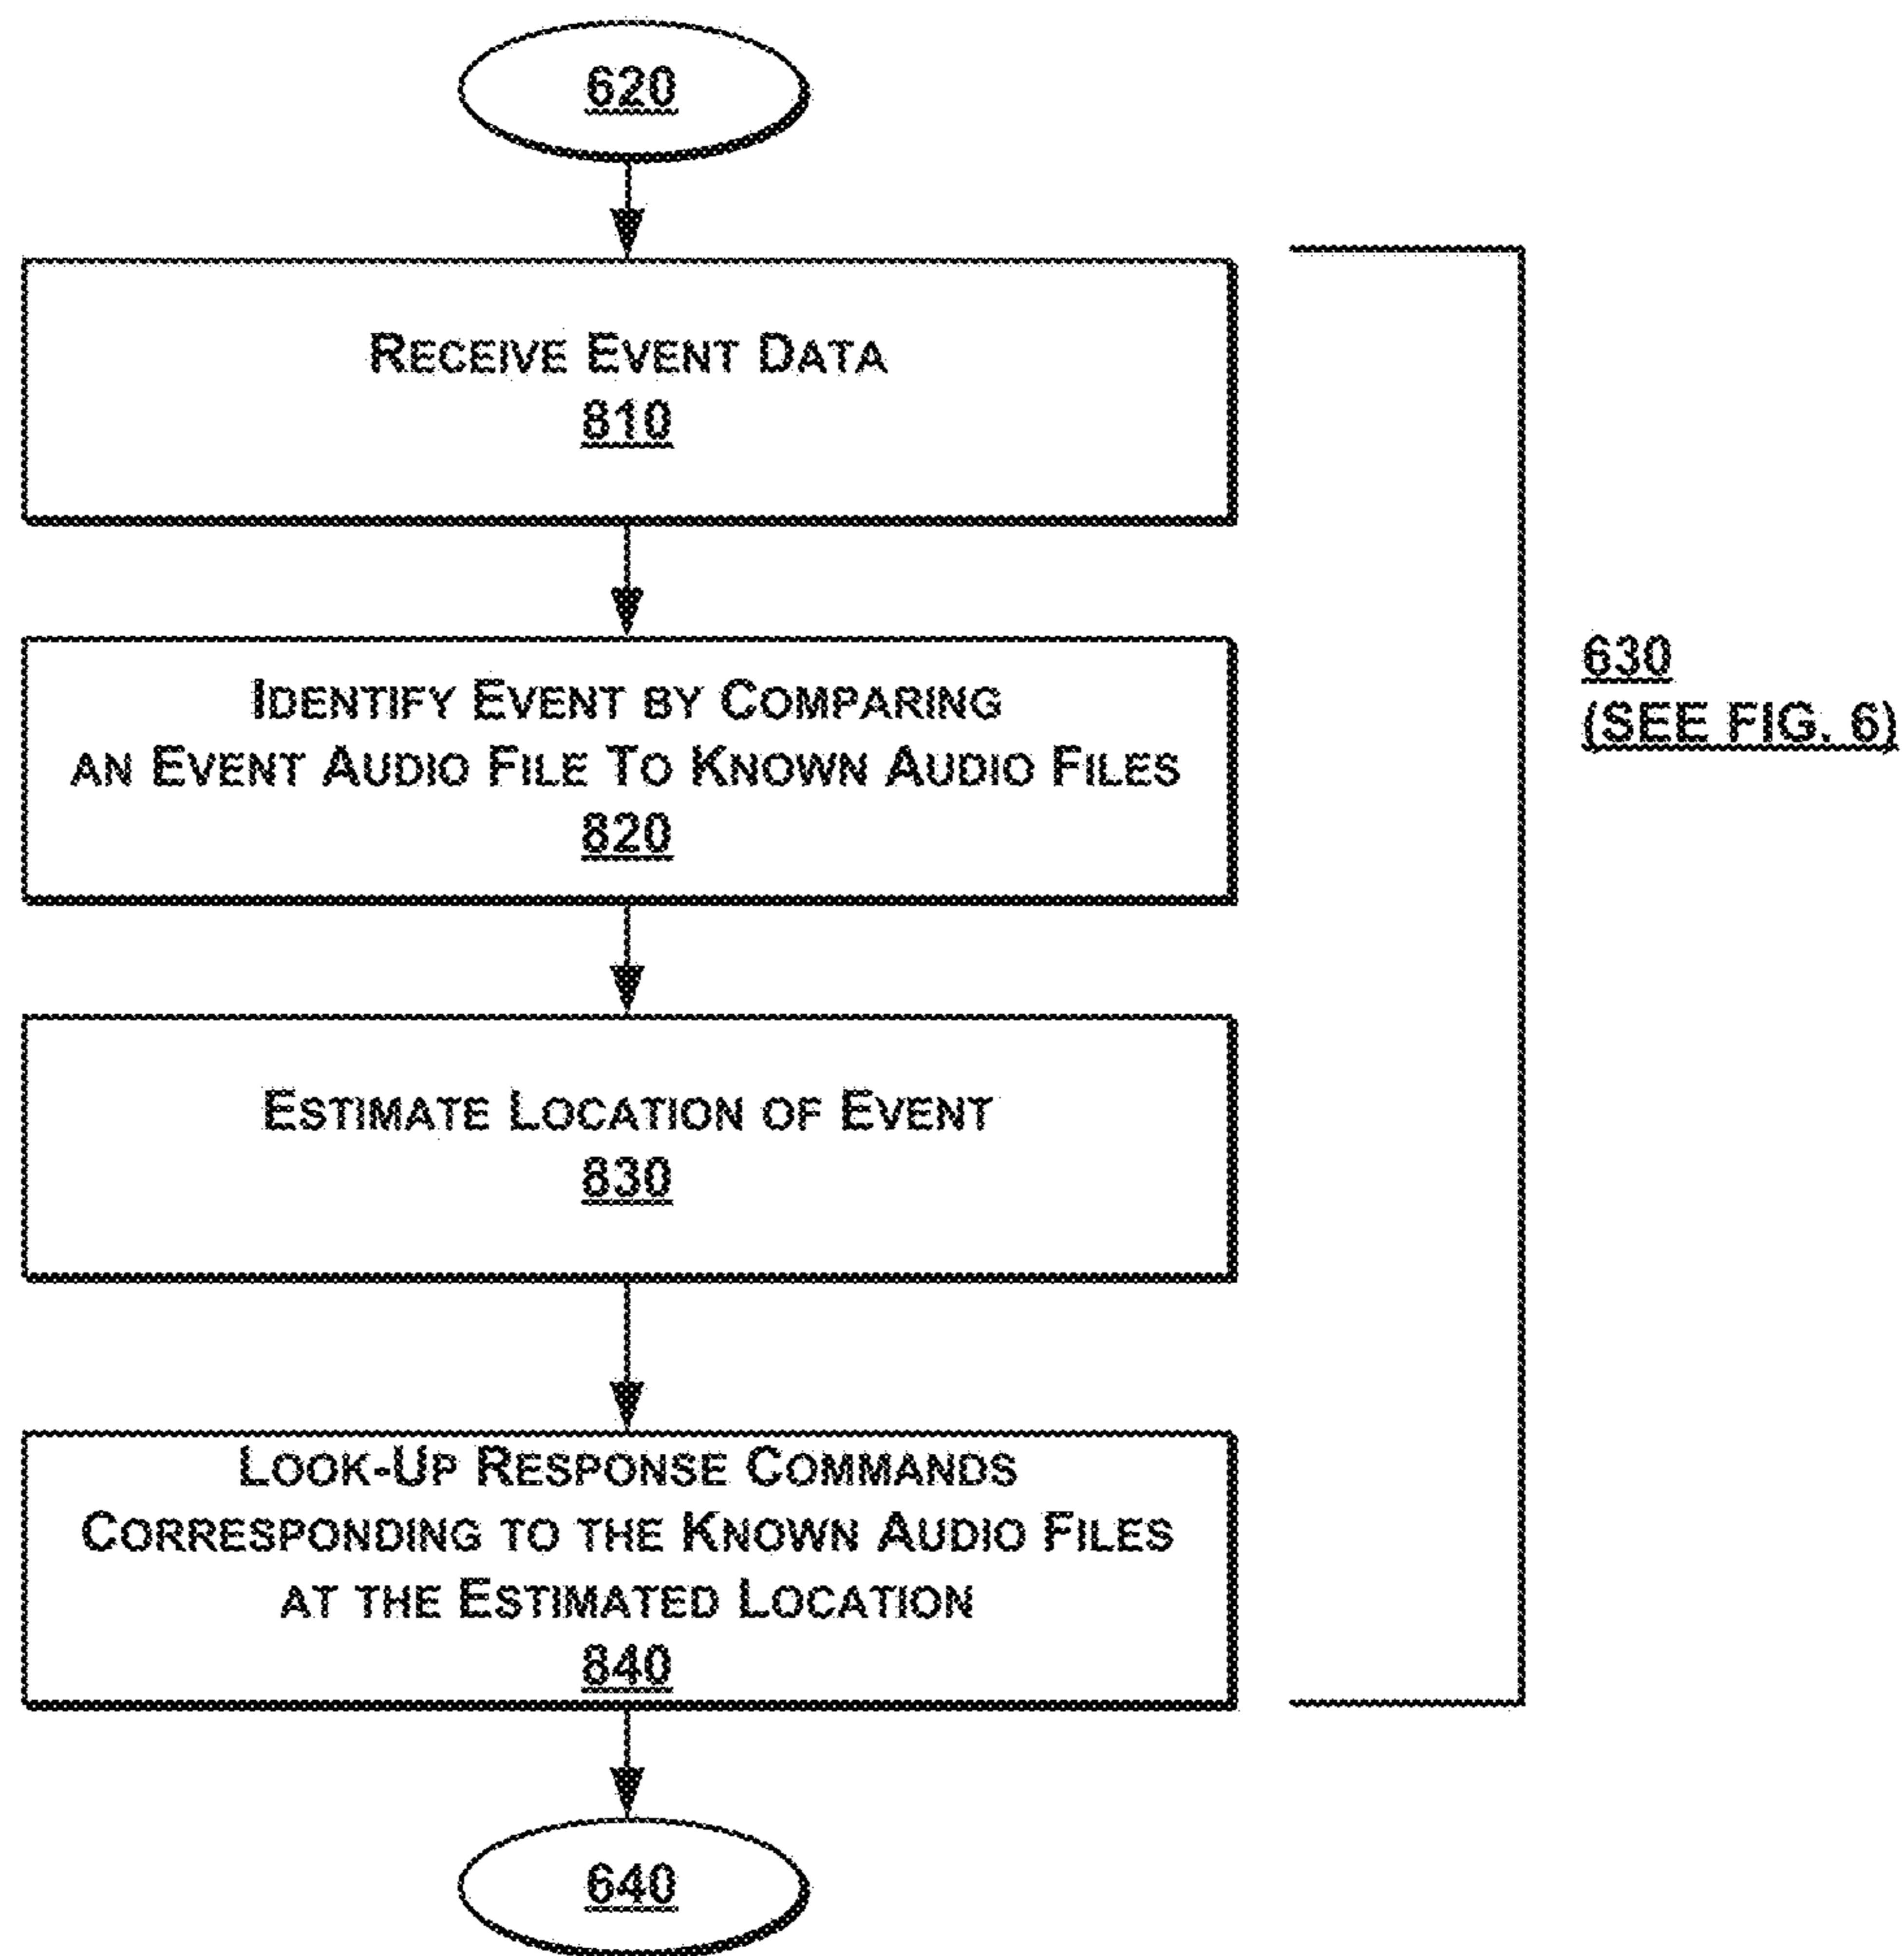 620
RECEIVE EVENT DATA
810
IDENTIFY EVENT BY COMPARING
AN EVENT AUDIO FILE TO KNOWN AUDIO FILES
820
630
(SEE FIG. 6)
ESTIMATE LOCATION OF EVENT
830
LOOK-UP RESPONSE COMMANDS
CORRESPONDING TO THE KNOWN AUDIO FILES
AT THE ESTIMATED LOCATION
840
640